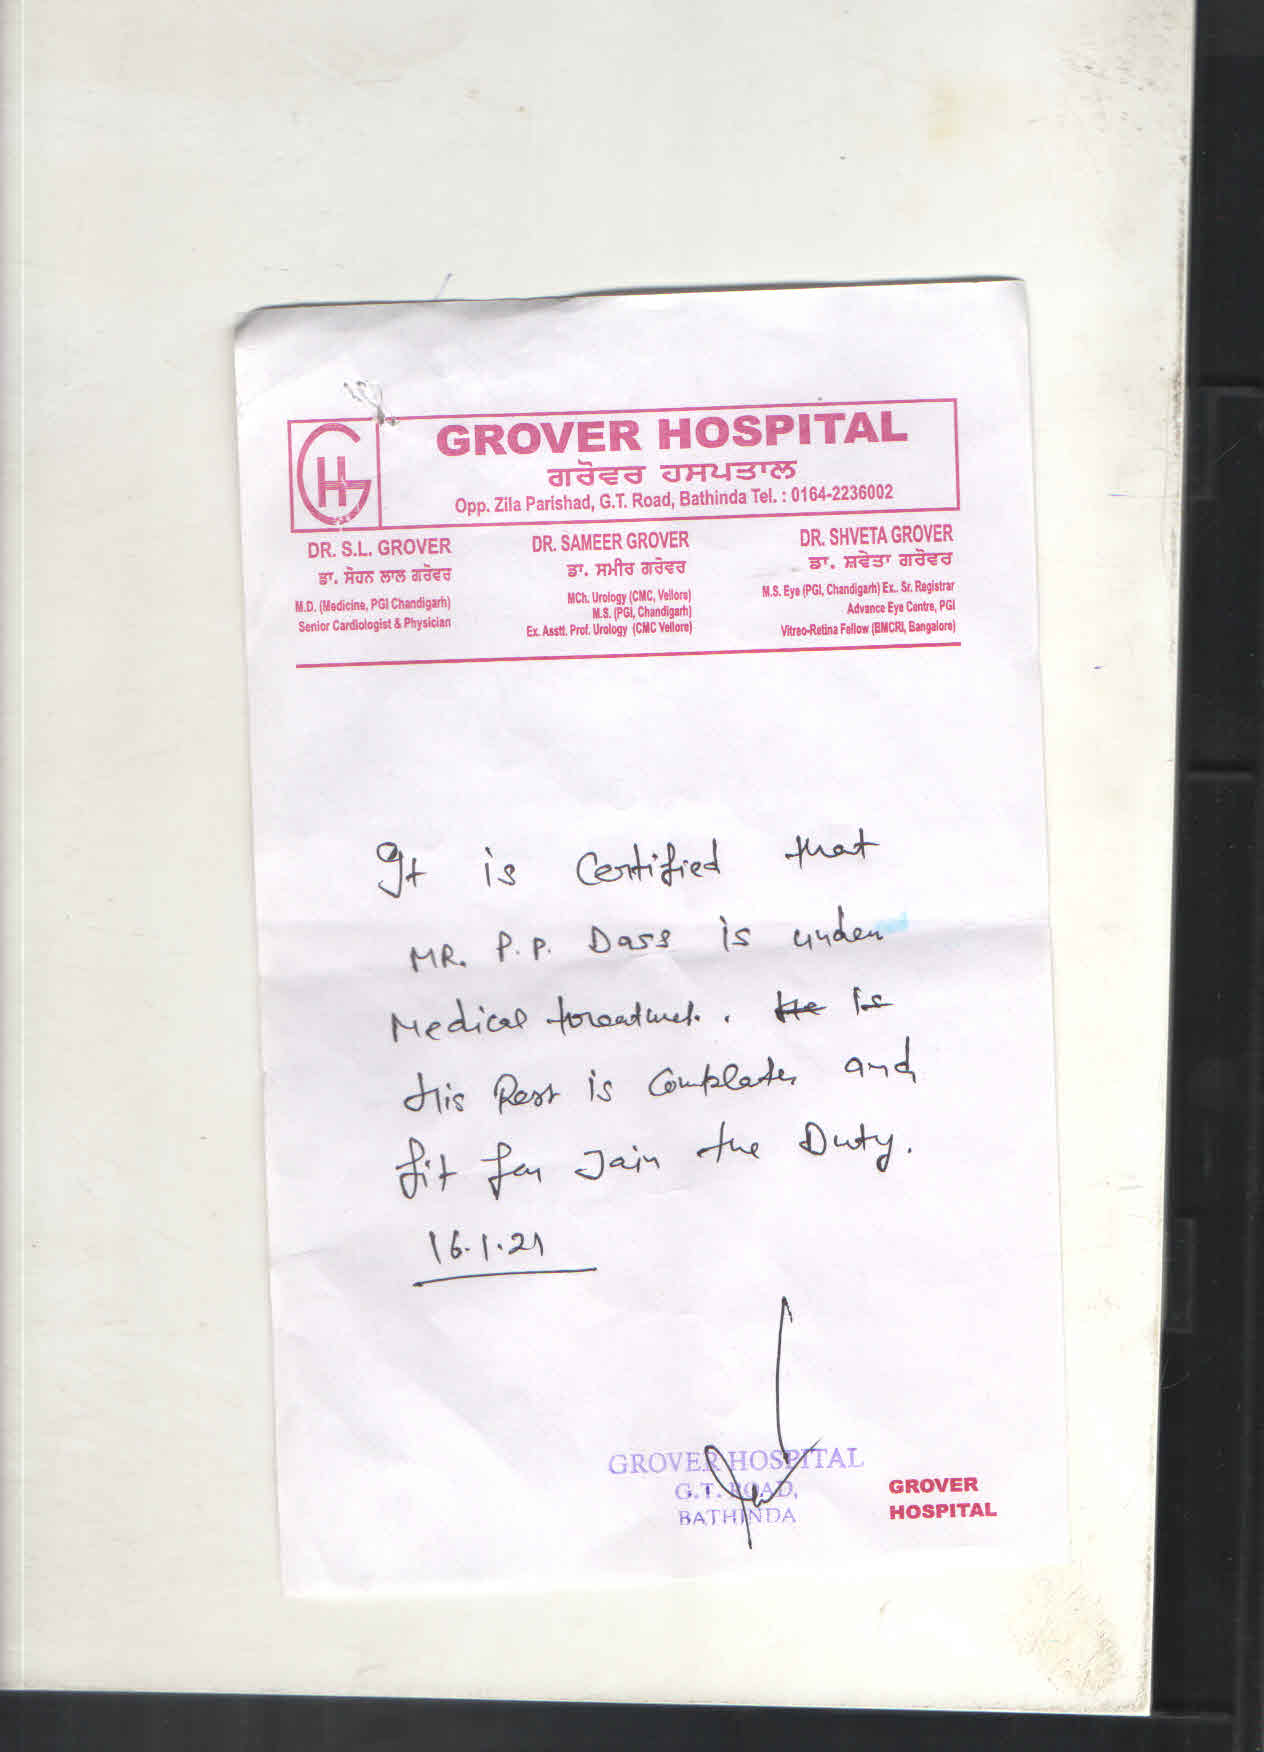 GH
GROVER HOSPITAL
ਗਰੋਵਰ ਹਸਪਤਾਲ
Opp. Zila Parishad, G.T. Road, Bathinda Tel. : 0164-2236002
DR. S.L. GROVER
ਡਾ. ਸੋਹਨ ਲਾਲ ਗਰੋਵਰ
M.D. (Medicine, PGI Chandigarh)
Senior Cardiologist & Physician
DR. SAMEER GROVER
ਡਾ. ਸਮੀਰ ਗਰੋਵਰ
MCh. Urology (CMC, Vellore)
M.S. (PGI, Chandigarh)
Ex. Asstt. Prof. Urology (CMC Vellore)
DR. SHVETA GROVER
ਡਾ. ਸ਼ਵੇਤਾ ਗਰੋਵਰ
M.S. Eye (PGI, Chandigarh) Ex.. Sr. Registrar
Advance Eye Centre, PGI
Vitreo-Retina Fellow (BMCRI, Bangalore)
It is Certified that
MR. P.P. Dass is under
Medical treatment. . He is
His Rest is Complate and
fit for Join the Duty.
16.1.21
GROVER HOSPITAL
G.T. ROAD,
BATHINDA
GROVER
HOSPITAL